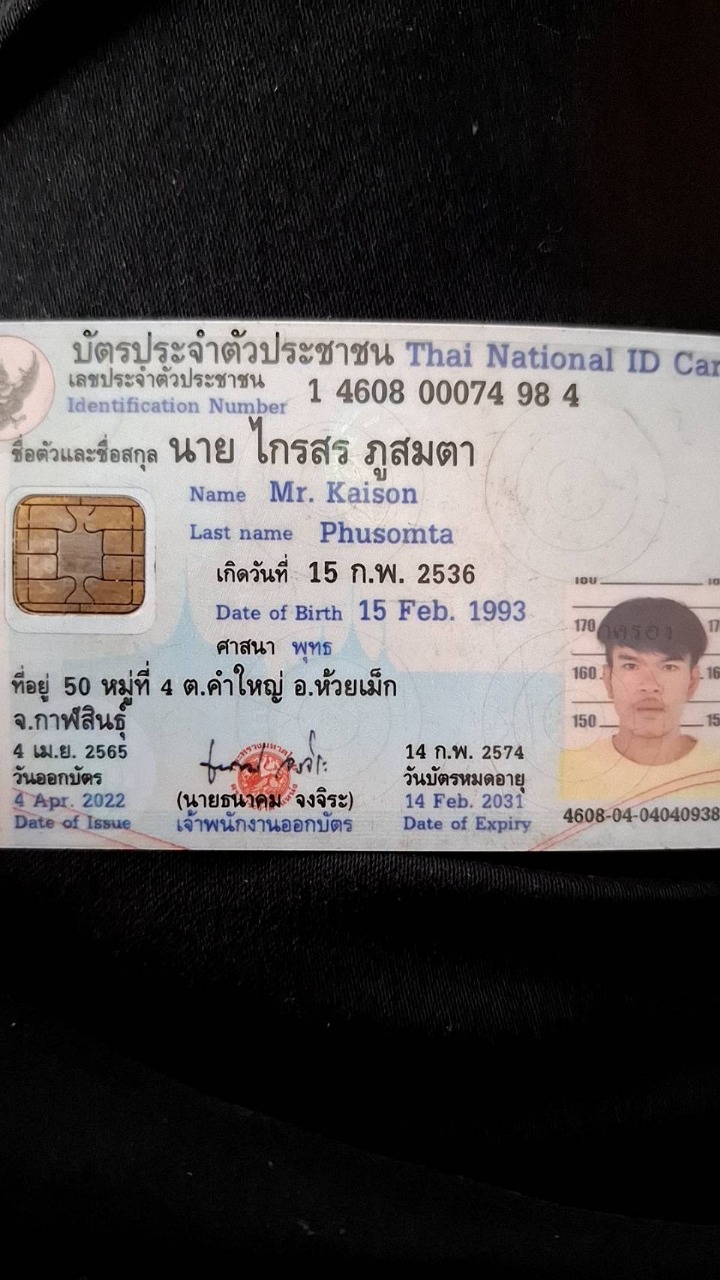 บัตรประจำตัวประชาชน Thai National ID Car
เลขประจำตัวประชาชน
Identification Number 1 4608 00074 98 4
ชื่อตัวและชื่อสกุล นาย ไกรสร ภูสมตา
Name Mr. Kaison
Last name Phusomta
เกิดวันที่ 15 ก.พ. 2536
Date of Birth 15 Feb. 1993
ศาสนา พุทธ
ที่อยู่ 50 หมู่ที่ 4 ต.คำใหญ่ อ.ห้วยเม็ก
จ.กาฬสินธุ์
170 17
160 16
150 15
4 เม.ย. 2565
วันออกบัตร
4 Apr. 2022
Date of Issue
(นายธนาคม จงจิระ)
เจ้าพนักงานออกบัตร
14 ก.พ. 2574
วันบัตรหมดอายุ
14 Feb. 2031
Date of Expiry
4608-04-04040938